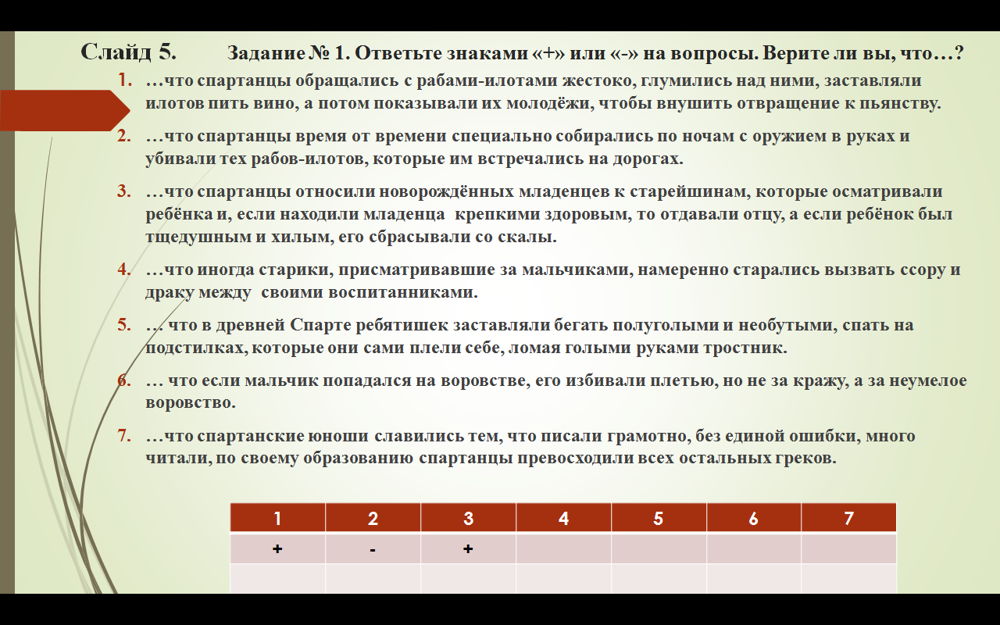 Слайд 5. Задание № 1. Ответьте знаками «+» или «-» на вопросы. Верите ли вы, что…?
1. …что спартанцы обращались с рабами-илотами жестоко, глумились над ними, заставляли
илотов пить вино, а потом показывали их молодёжи, чтобы внушить отвращение к пьянству.
2. …что спартанцы время от времени специально собирались по ночам с оружием в руках и
убивали тех рабов-илотов, которые им встречались на дорогах.
3. …что спартанцы относили новорождённых младенцев к старейшинам, которые осматривали
ребёнка и, если находили младенца крепкими здоровым, то отдавали отцу, а если ребёнок был
тщедушным и хилым, его сбрасывали со скалы.
4. …что иногда старики, присматривавшие за мальчиками, намеренно старались вызвать ссору и
драку между своими воспитанниками.
5. … что в древней Спарте ребятишек заставляли бегать полуголыми и необутыми, спать на
подстилках, которые они сами плели себе, ломая голыми руками тростник.
6. … что если мальчик попадался на воровстве, его избивали плетью, но не за кражу, а за неумелое
воровство.
7. …что спартанские юноши славились тем, что писали грамотно, без единой ошибки, много
читали, по своему образованию спартанцы превосходили всех остальных греков.
1 2 3 4 5 6 7
+ - +